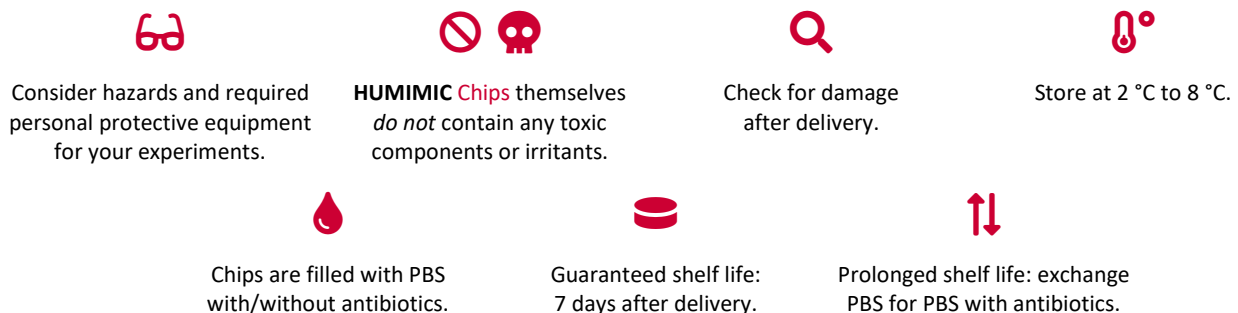 Consider hazards and required
personal protective equipment
for your experiments.
HUMIMIC Chips themselves
do not contain any toxic
components or irritants.
Check for damage
after delivery.
Store at 2 °C to 8 °C.
Chips are filled with PBS
with/without antibiotics.
Guaranteed shelf life:
7 days after delivery.
Prolonged shelf life: exchange
PBS for PBS with antibiotics.